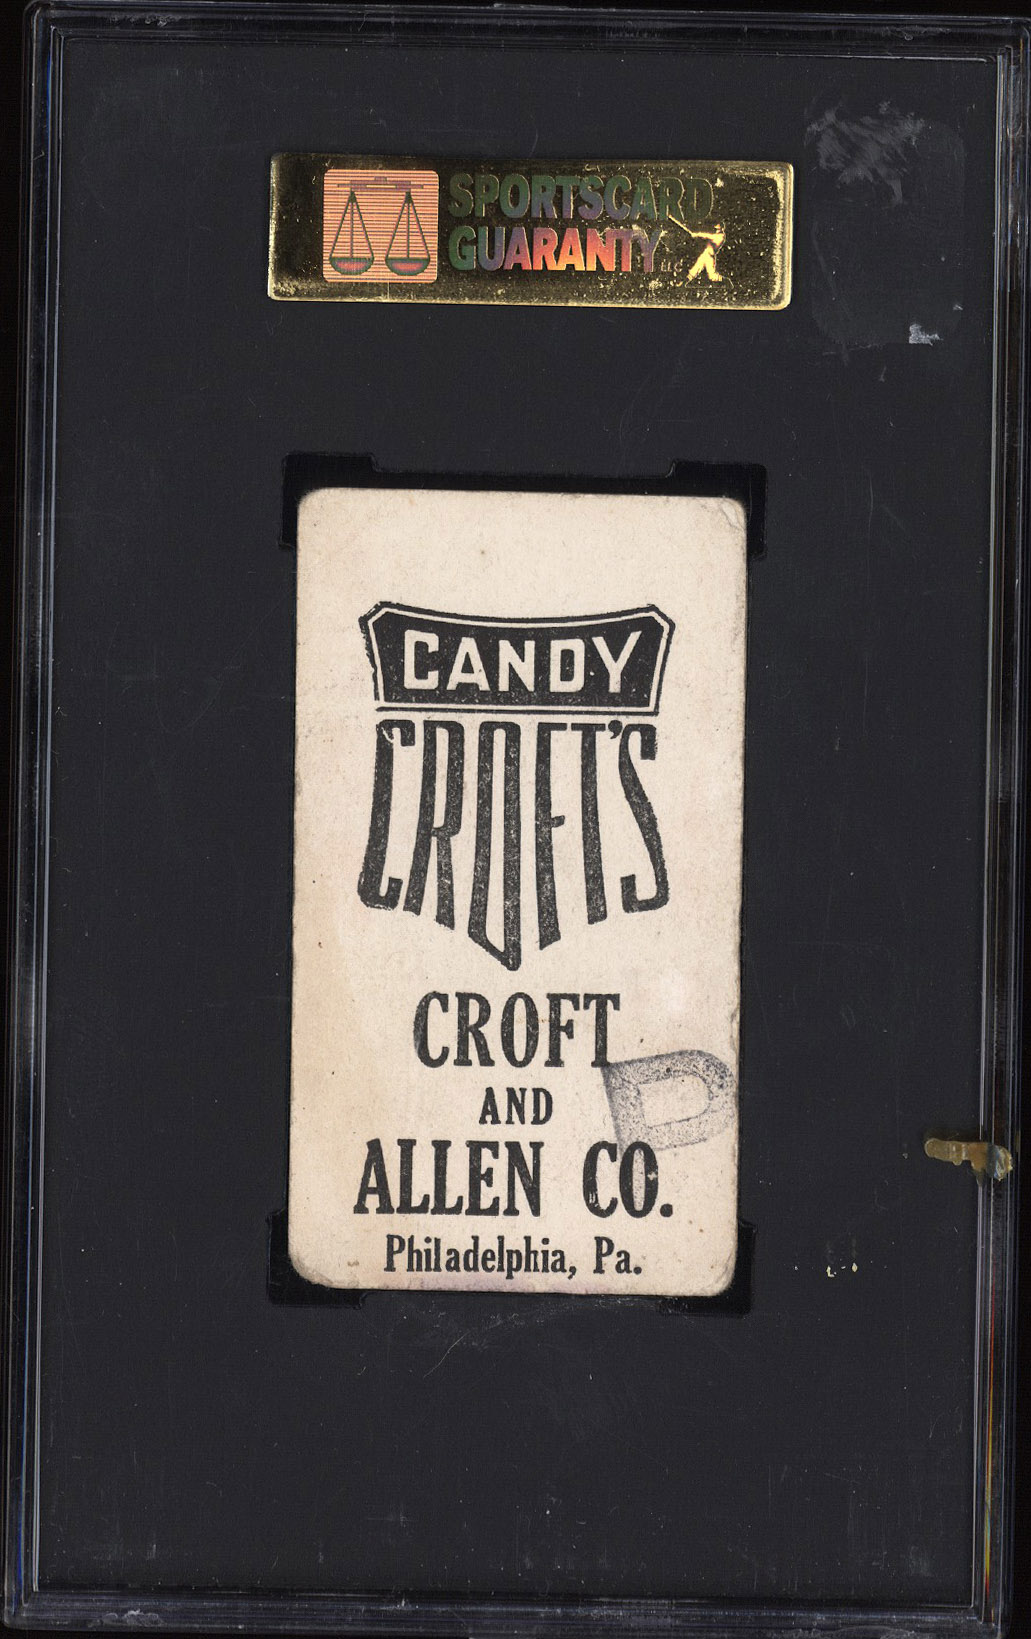 SPORTSCARD
GUARANTY
CANDY
CROFT'S
CROFT
AND
D
ALLEN CO.
Philadelphia, Pa.